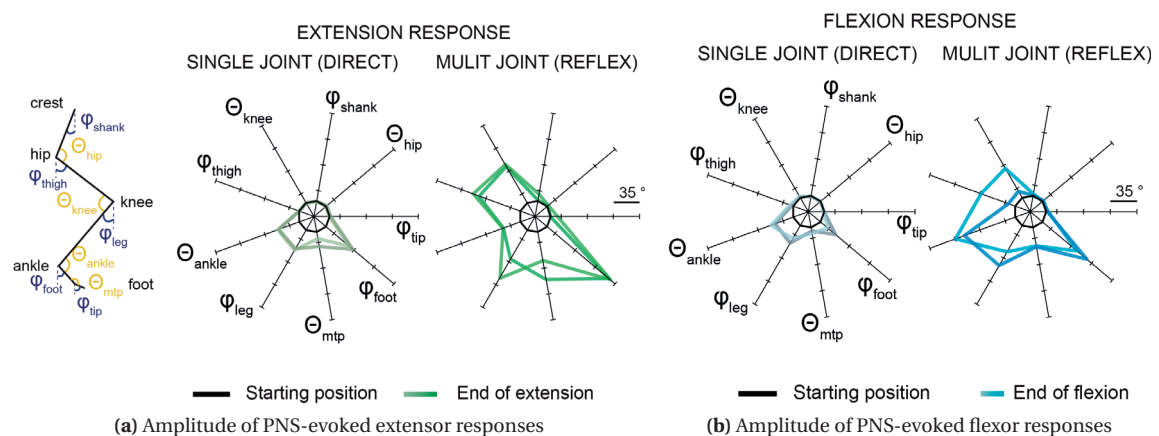 crest
φshank
Θhip
hip
φthigh
Θknee
knee
φleg
ankle
Θankle
φfoot
Θmtp
foot
φtip
EXTENSION RESPONSE
SINGLE JOINT (DIRECT)
MULIT JOINT (REFLEX)
Θknee
φshank
Θhip
φthigh
φtip
Θankle
φfoot
φleg
Θmtp
35 °
Starting position
End of extension
(a) Amplitude of PNS-evoked extensor responses
FLEXION RESPONSE
SINGLE JOINT (DIRECT)
MULIT JOINT (REFLEX)
Θknee
φshank
Θhip
φthigh
φtip
Θankle
φfoot
φleg
Θmtp
35 °
Starting position
End of flexion
(b) Amplitude of PNS-evoked flexor responses